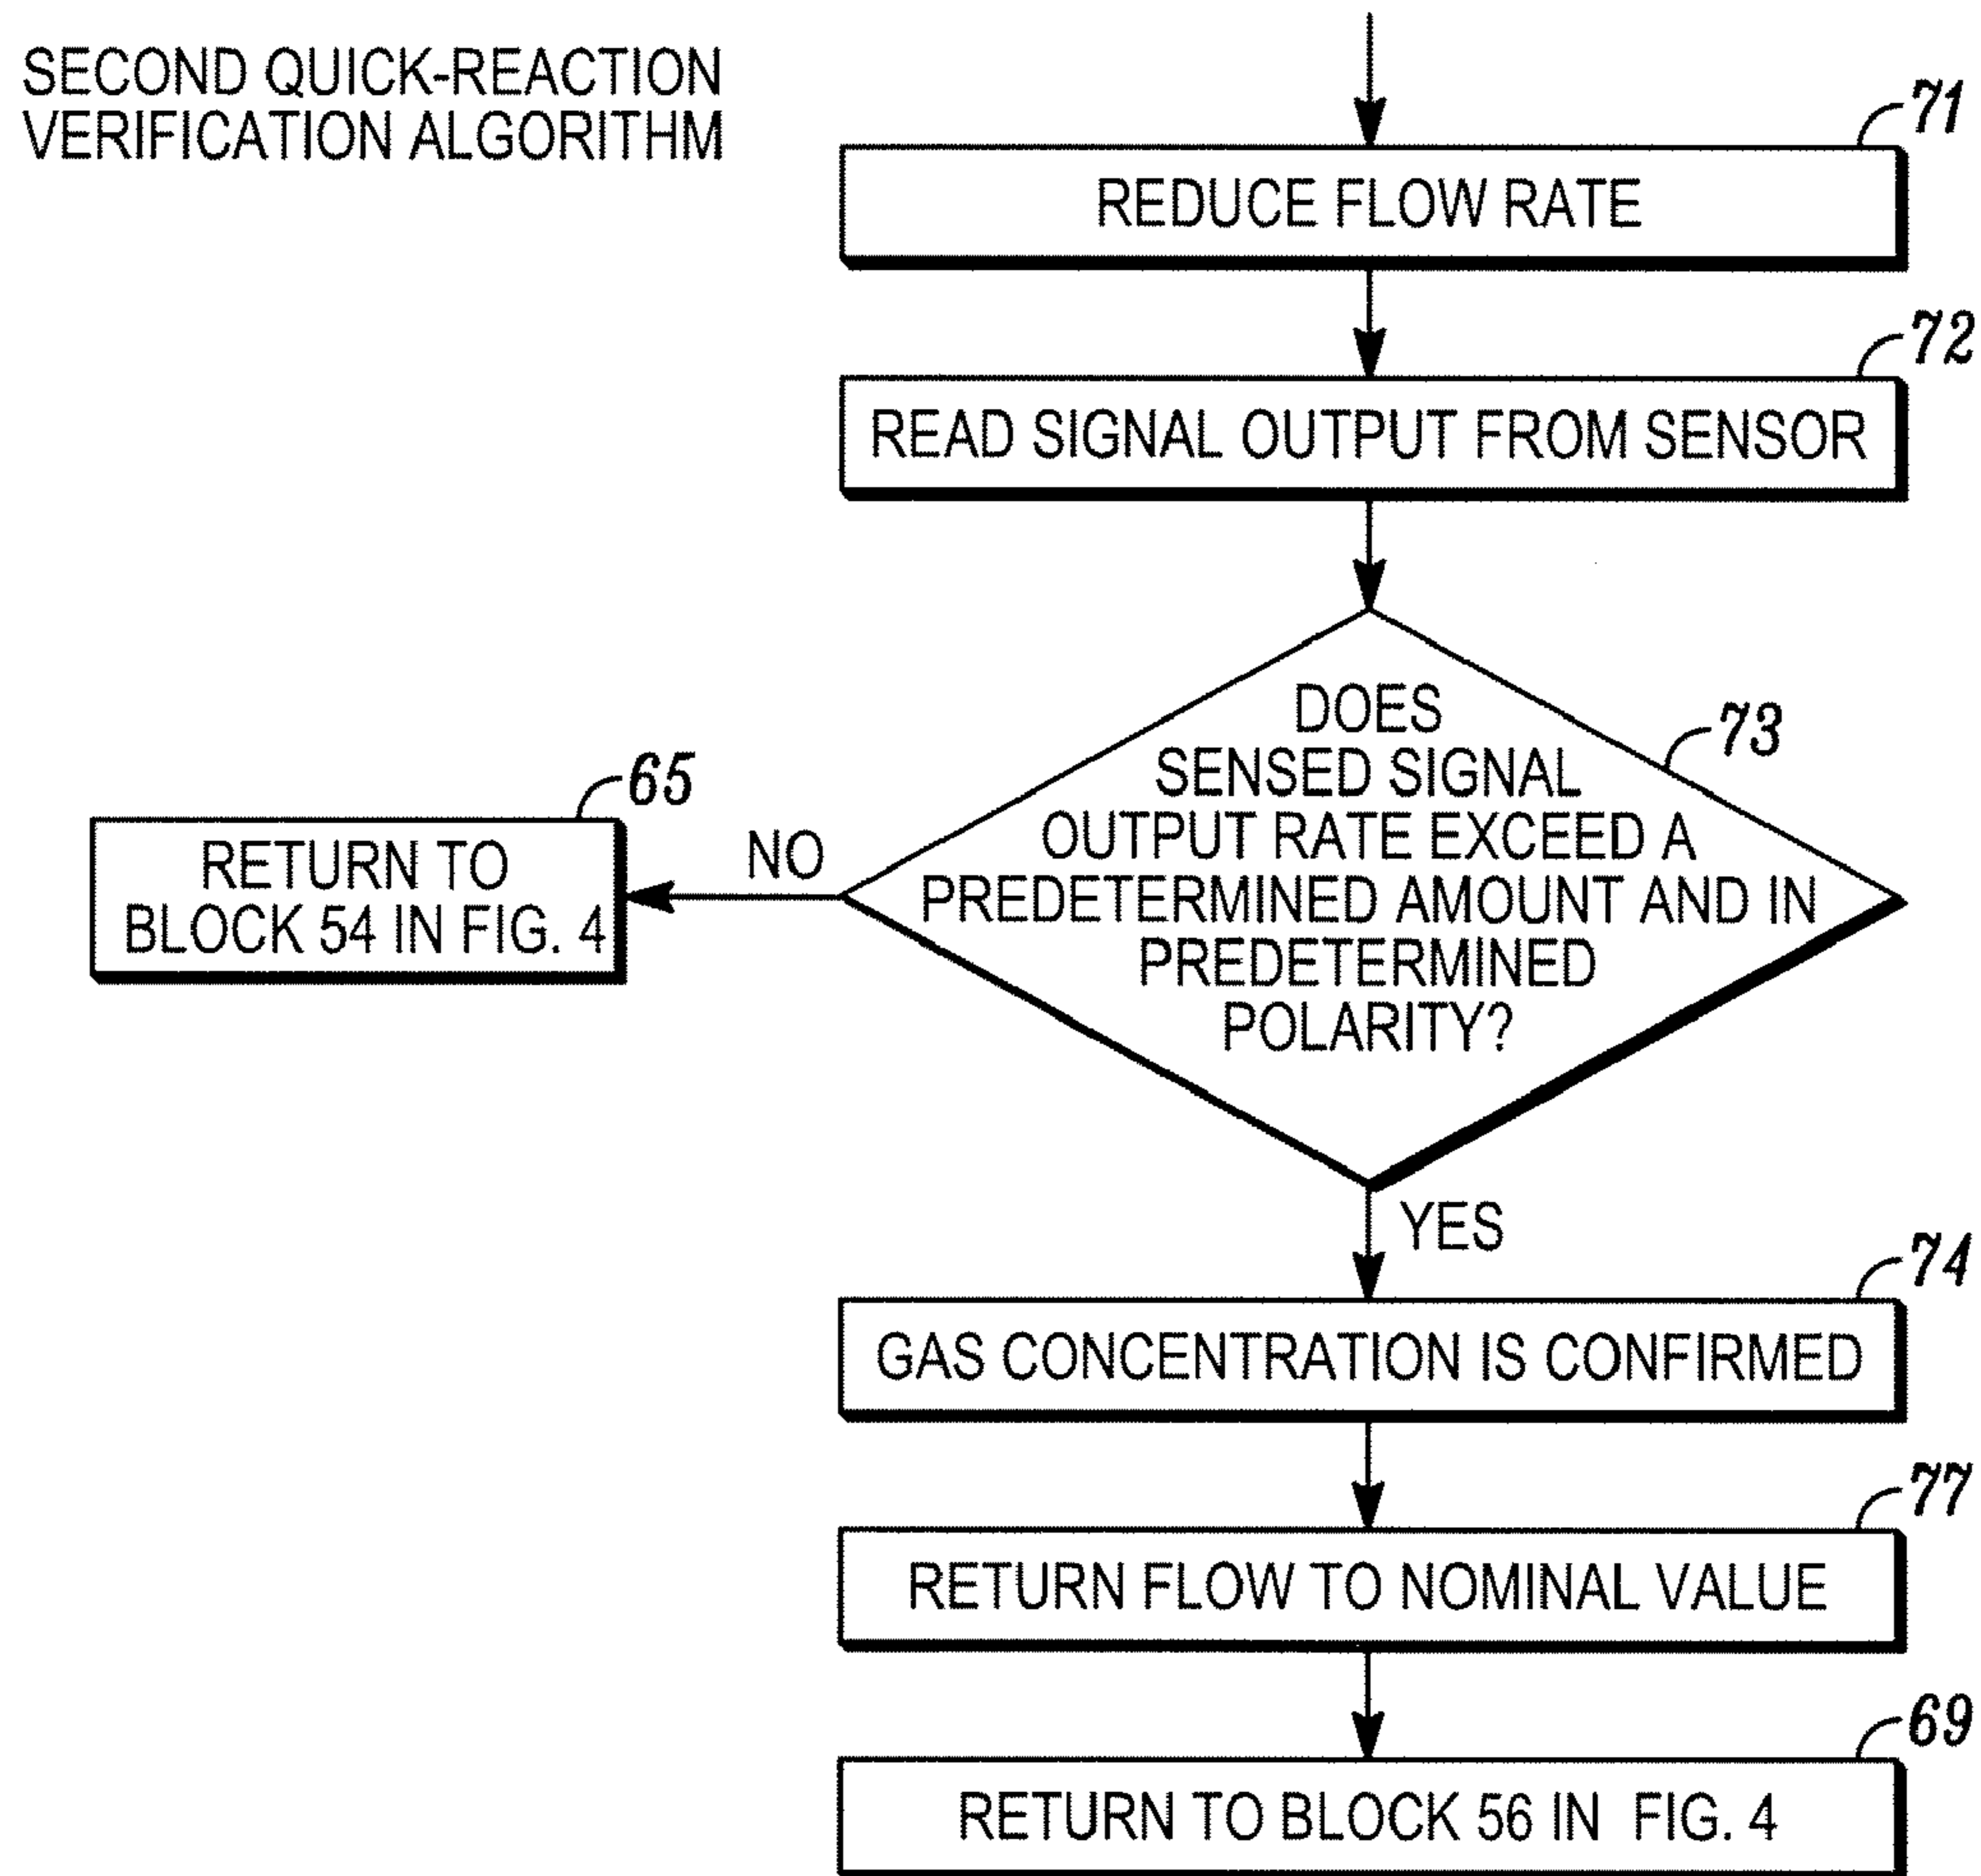 SECOND QUICK-REACTION
VERIFICATION ALGORITHM
71
REDUCE FLOW RATE
72
READ SIGNAL OUTPUT FROM SENSOR
73
DOES
SENSED SIGNAL
OUTPUT RATE EXCEED A
PREDETERMINED AMOUNT AND IN
PREDETERMINED
POLARITY?
65
NO
RETURN TO
BLOCK 54 IN FIG. 4
YES
74
GAS CONCENTRATION IS CONFIRMED
77
RETURN FLOW TO NOMINAL VALUE
69
RETURN TO BLOCK 56 IN FIG. 4